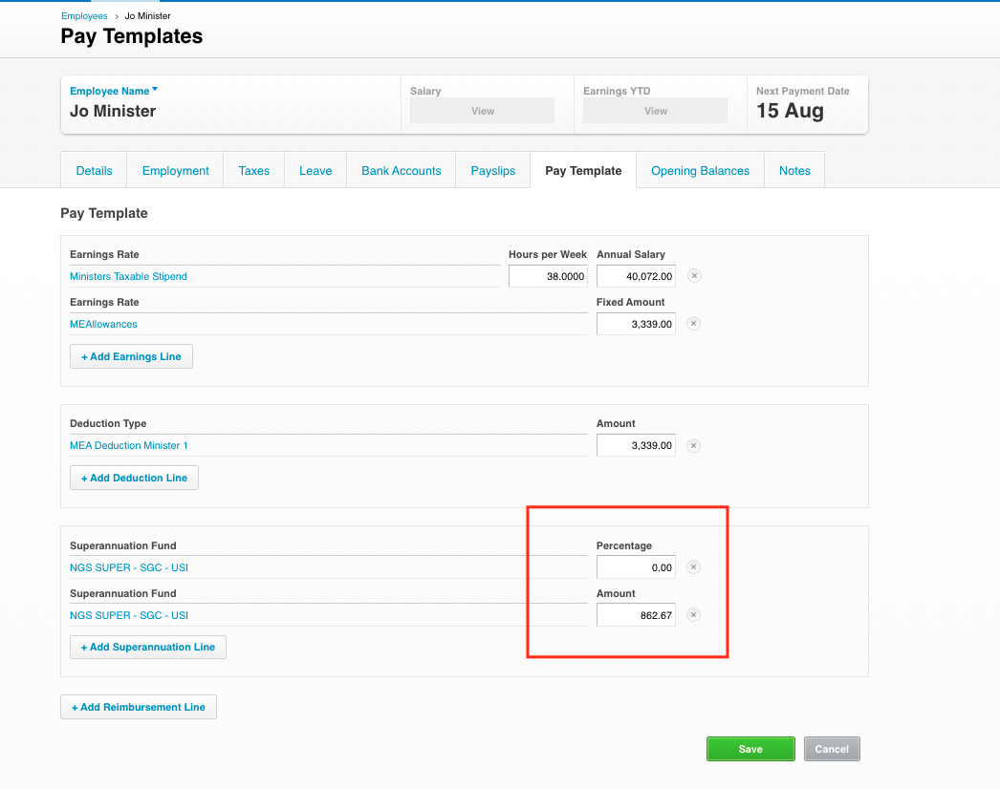 Employees › Jo Minister
Pay Templates
Employee Name Salary Earnings YTD Next Payment Date
Jo Minister View View 15 Aug
Details Employment Taxes Leave Bank Accounts Payslips Pay Template Opening Balances Notes
Pay Template
Earnings Rate Hours per Week Annual Salary
Ministers Taxable Stipend 38.0000 40,072.00
Earnings Rate Fixed Amount
MEAllowances 3,339.00
+ Add Earnings Line
Deduction Type Amount
MEA Deduction Minister 1 3,339.00
+ Add Deduction Line
Superannuation Fund Percentage
NGS SUPER - SGC - USI 0.00
Superannuation Fund Amount
NGS SUPER - SGC - USI 862.67
+ Add Superannuation Line
+ Add Reimbursement Line
Save Cancel